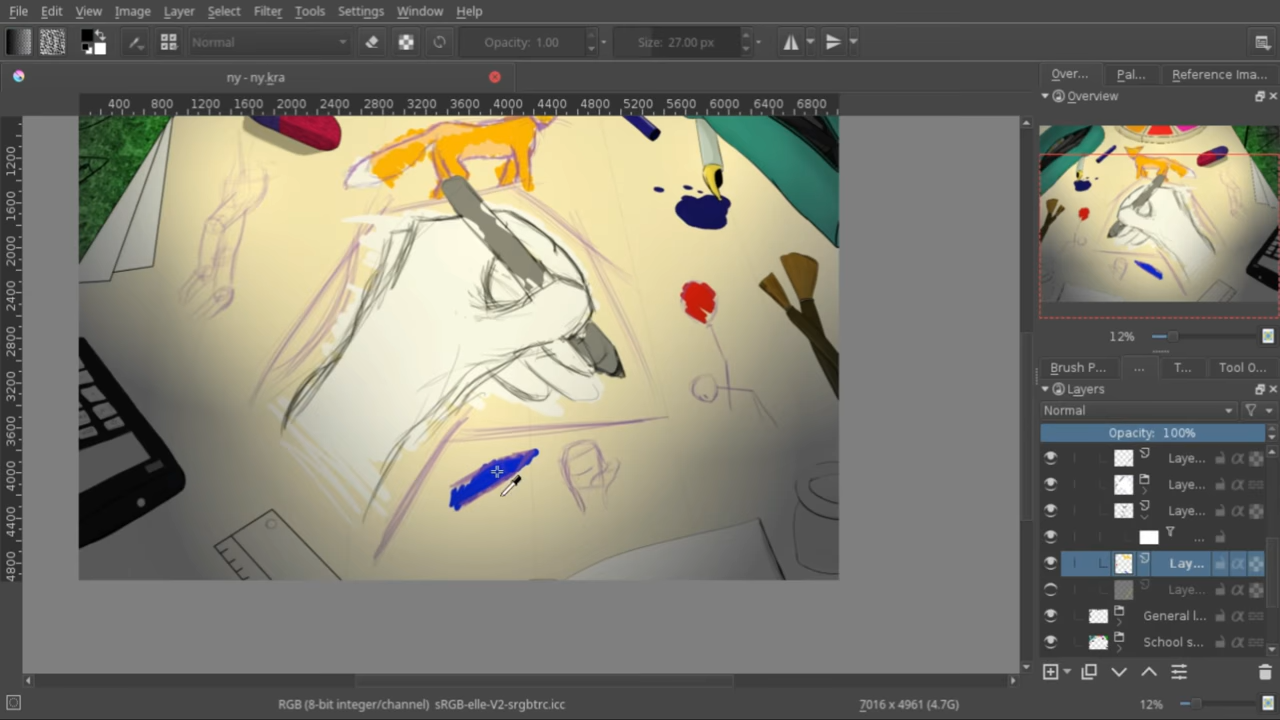 File Edit View Image Layer Select Filter Tools Settings Window Help
Normal Opacity: 1.00 Size: 27.00 px
ny - ny.kra
Over... Pal... Reference Ima...
Overview
400 800 1200 1600 2000 2400 2800 3200 3600 4000 4400 4800 5200 5600 6000 6400 6800
1200
1600
2000
2400
2800
3200
3600
4000
4400
4800
12%
Brush P... ... T... Tool O...
Layers
Normal
Opacity: 100%
Laye...
Laye...
Laye...
...
Lay...
Laye...
General l...
School s...
RGB (8-bit integer/channel) sRGB-elle-V2-srgbtrc.icc 7016 x 4961 (4.7G) 12%